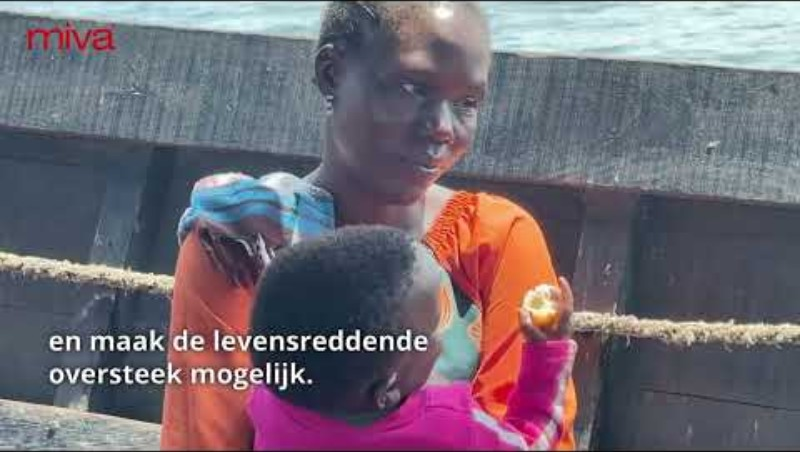 miva
en maak de levensreddende
oversteek mogelijk.